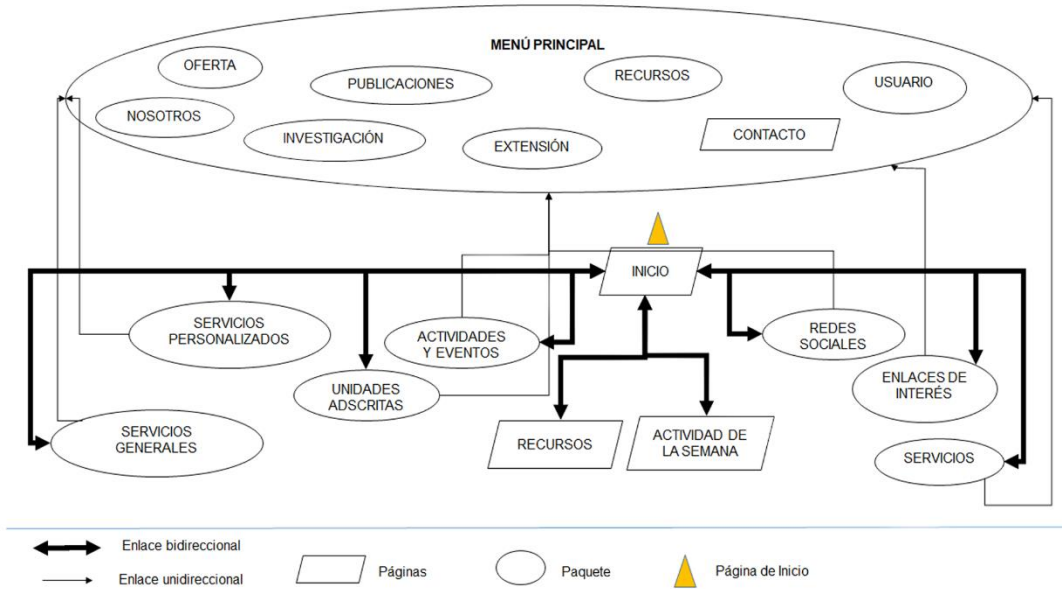 MENÚ PRINCIPAL
OFERTA
PUBLICACIONES
RECURSOS
USUARIO
NOSOTROS
INVESTIGACIÓN
EXTENSIÓN
CONTACTO
INICIO
SERVICIOS
PERSONALIZADOS
ACTIVIDADES
Y EVENTOS
REDES
SOCIALES
UNIDADES
ADSCRITAS
ENLACES DE
INTERÉS
SERVICIOS
GENERALES
RECURSOS
ACTIVIDAD DE
LA SEMANA
SERVICIOS
Enlace bidireccional
Enlace unidireccional
Páginas
Paquete
Página de Inicio